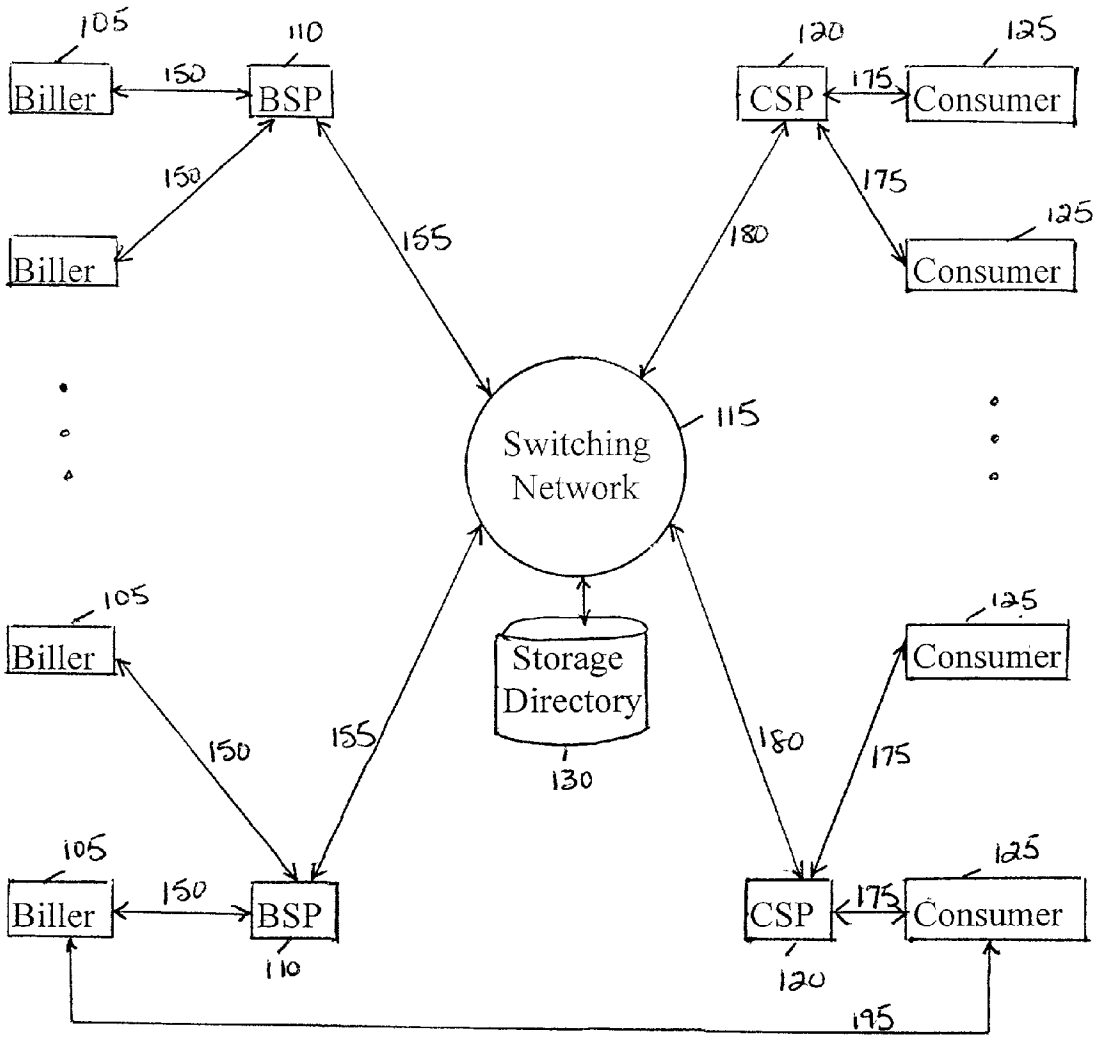 105
110
120
125
150
175
Biller
BSP
CSP
Consumer
150
175
125
155
180
Biller
Consumer
115
Switching
Network
105
125
Biller
Storage
Directory
Consumer
150
155
130
180
175
105
125
150
175
Biller
BSP
CSP
Consumer
110
120
195